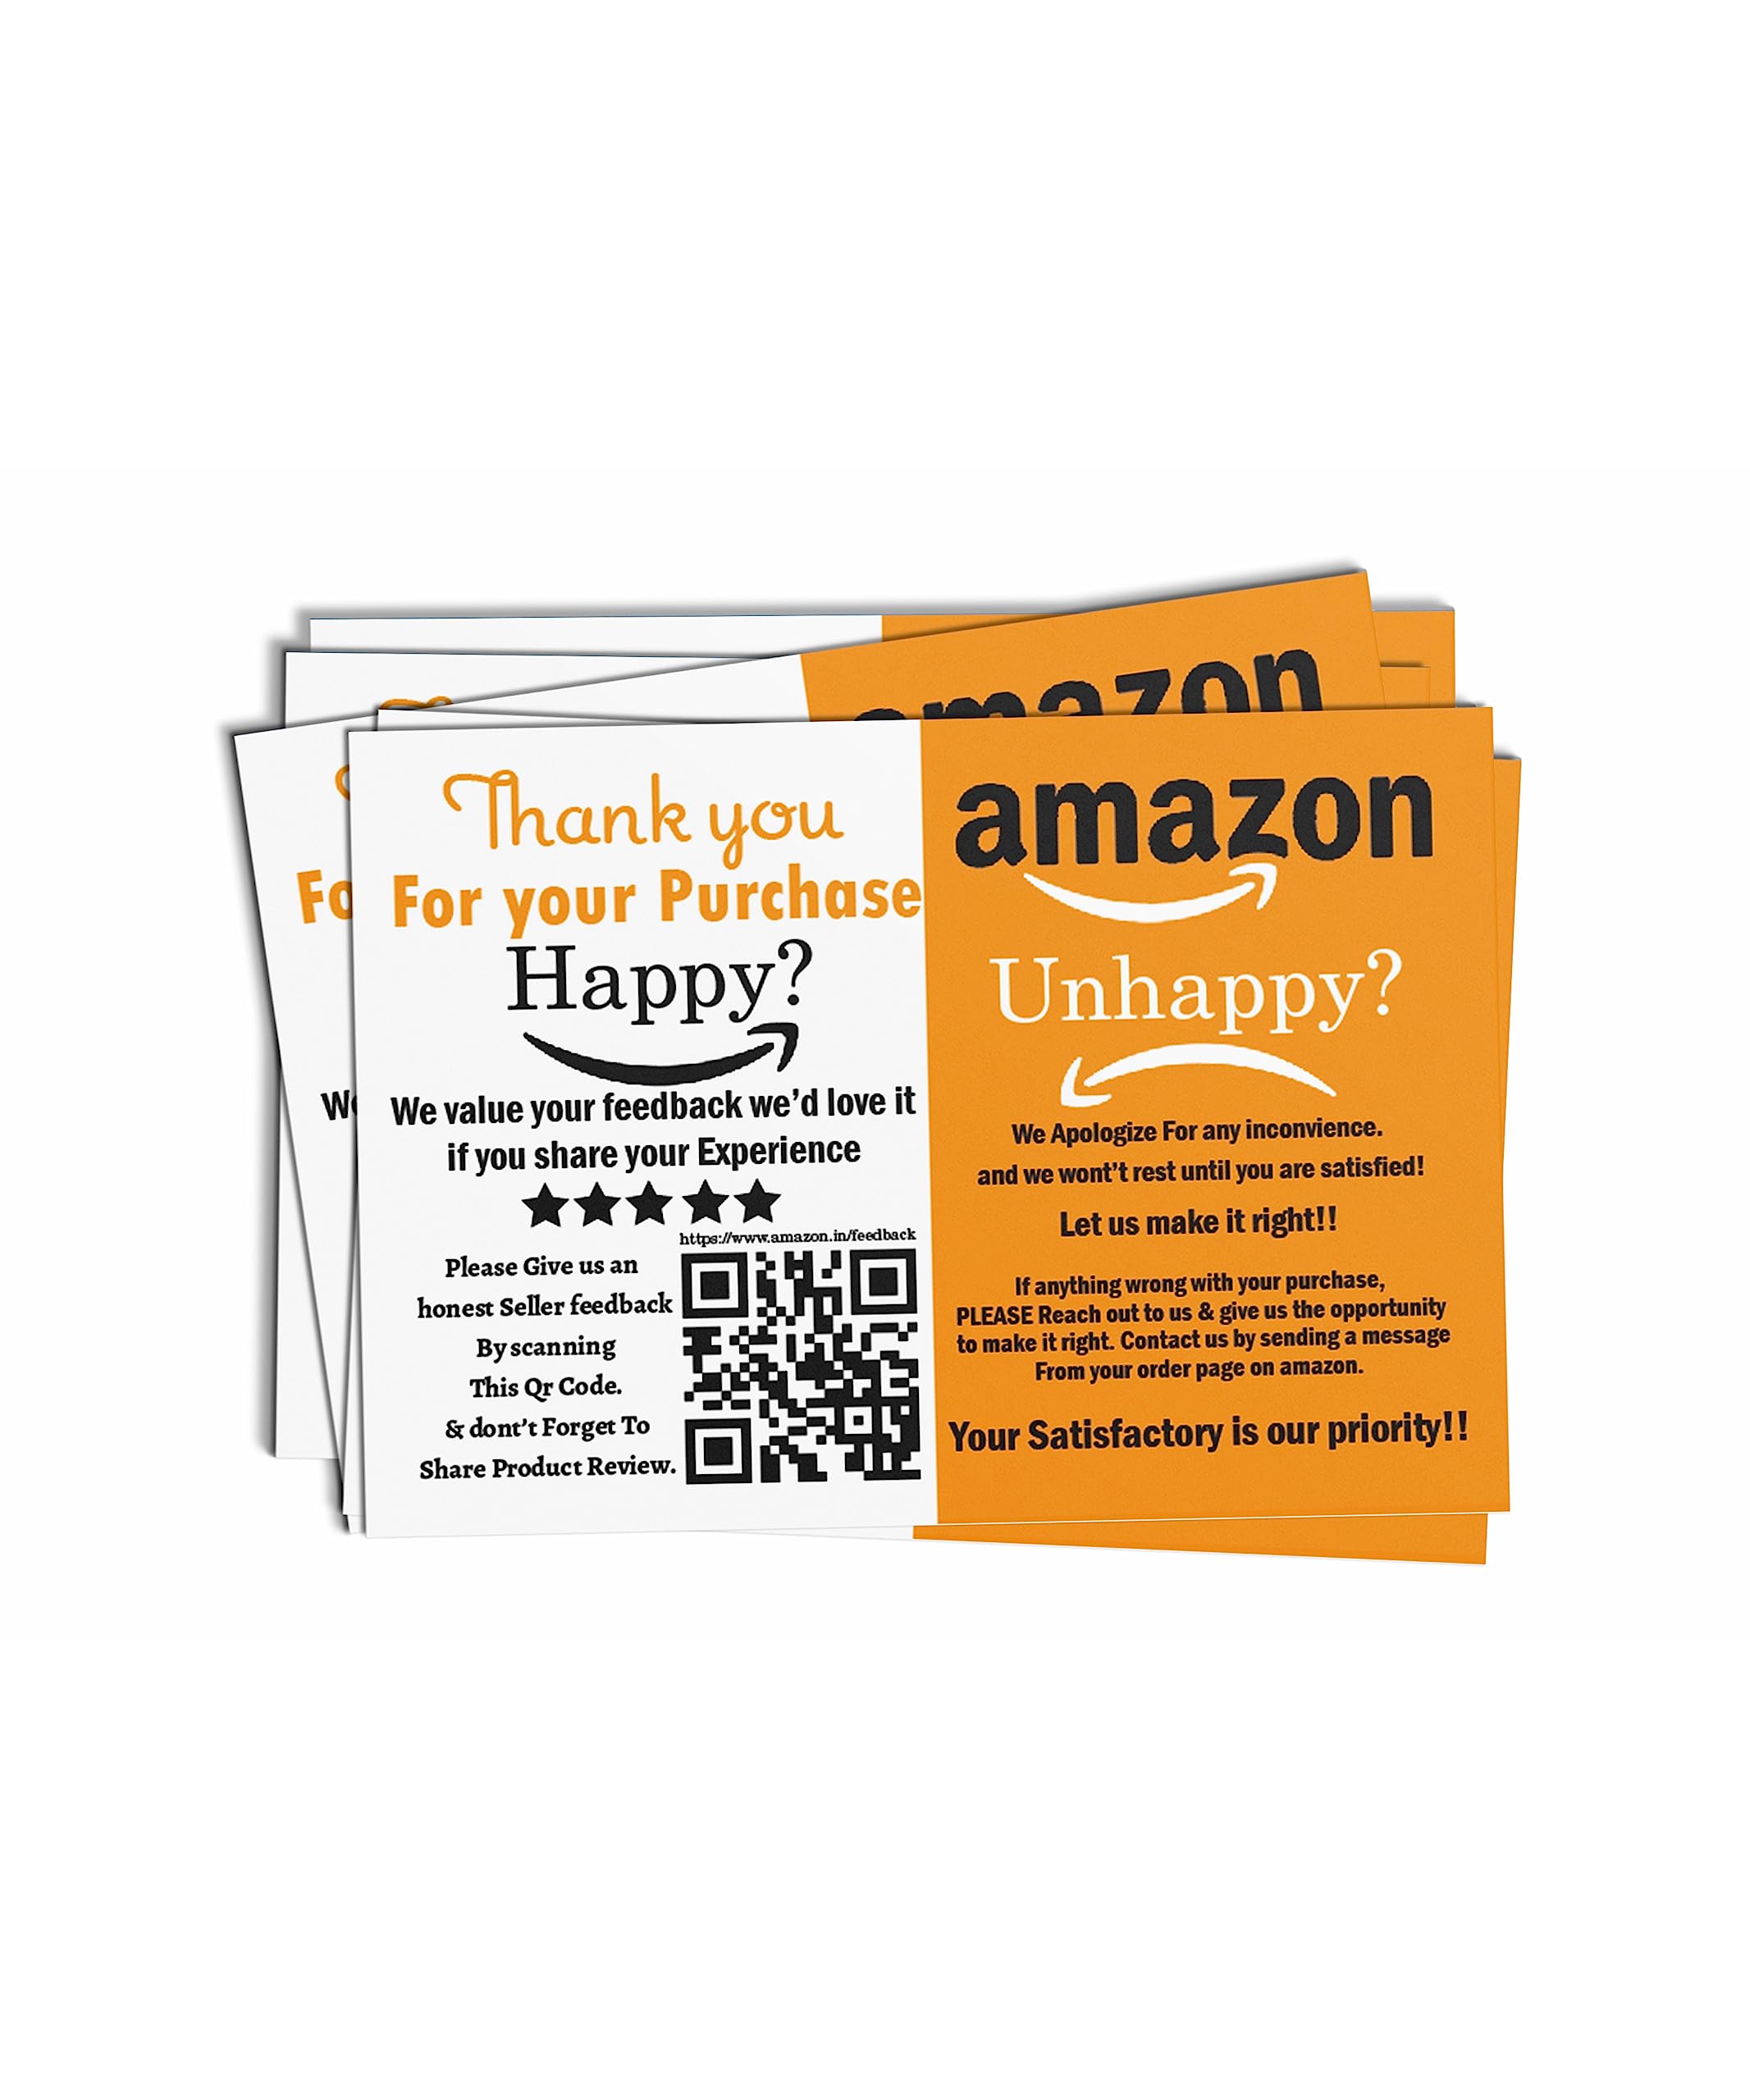 Thank you
For your Purchase
Happy?
We value your feedback we'd love it
if you share your Experience
https://www.amazon.in/feedback
Please Give us an
honest Seller feedback
By scanning
This Qr Code.
& dont't Forget To
Share Product Review.
amazon
amazon
Unhappy?
We Apologize For any inconvience.
and we wont't rest until you are satisfied!
Let us make it right!!
If anything wrong with your purchase,
PLEASE Reach out to us & give us the opportunity
to make it right. Contact us by sending a message
From your order page on amazon.
Your Satisfactory is our priority!!
Fo
We